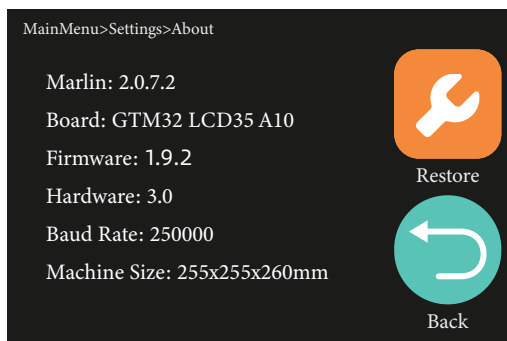 MainMenu>Settings>About
Marlin: 2.0.7.2
Board: GTM32 LCD35 A10
Firmware: 1.9.2
Hardware: 3.0
Baud Rate: 250000
Machine Size: 255x255x260mm
Restore
Back